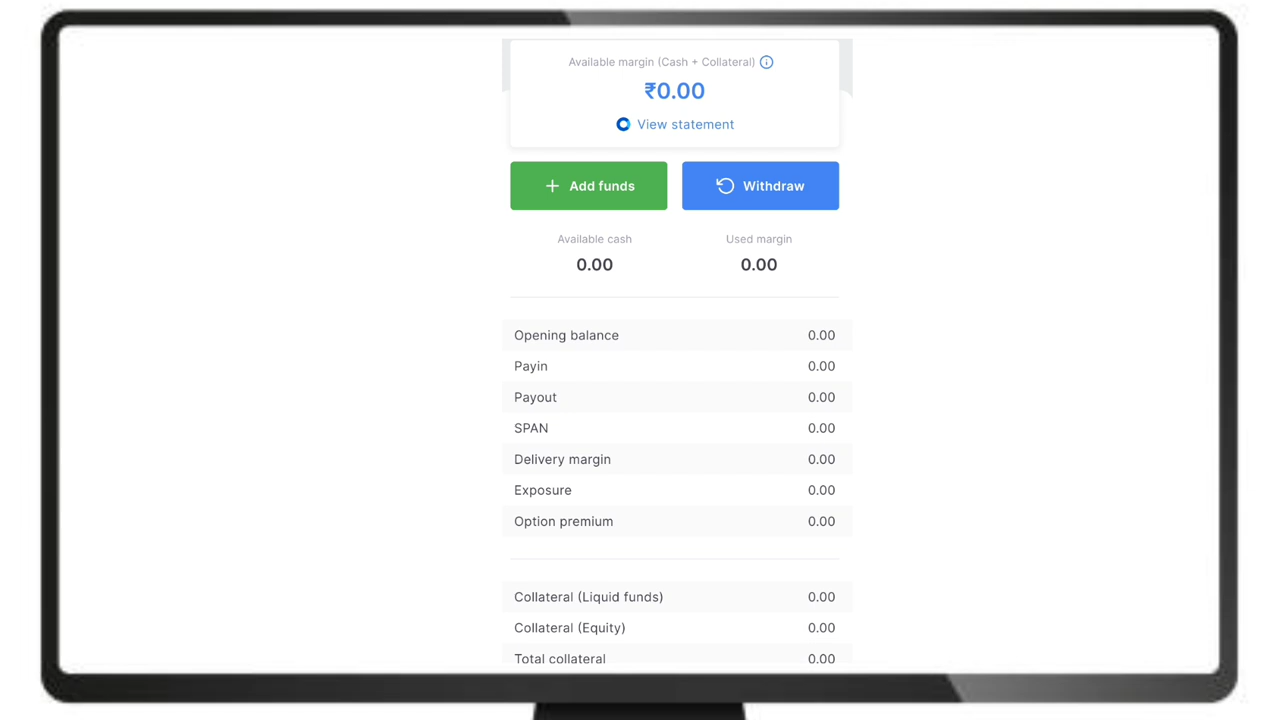 Available margin (Cash + Collateral)
₹0.00
View statement
+ Add funds
Withdraw
Available cash
Used margin
0.00
0.00
Opening balance 0.00
Payin 0.00
Payout 0.00
SPAN 0.00
Delivery margin 0.00
Exposure 0.00
Option premium 0.00
Collateral (Liquid funds) 0.00
Collateral (Equity) 0.00
Total collateral 0.00